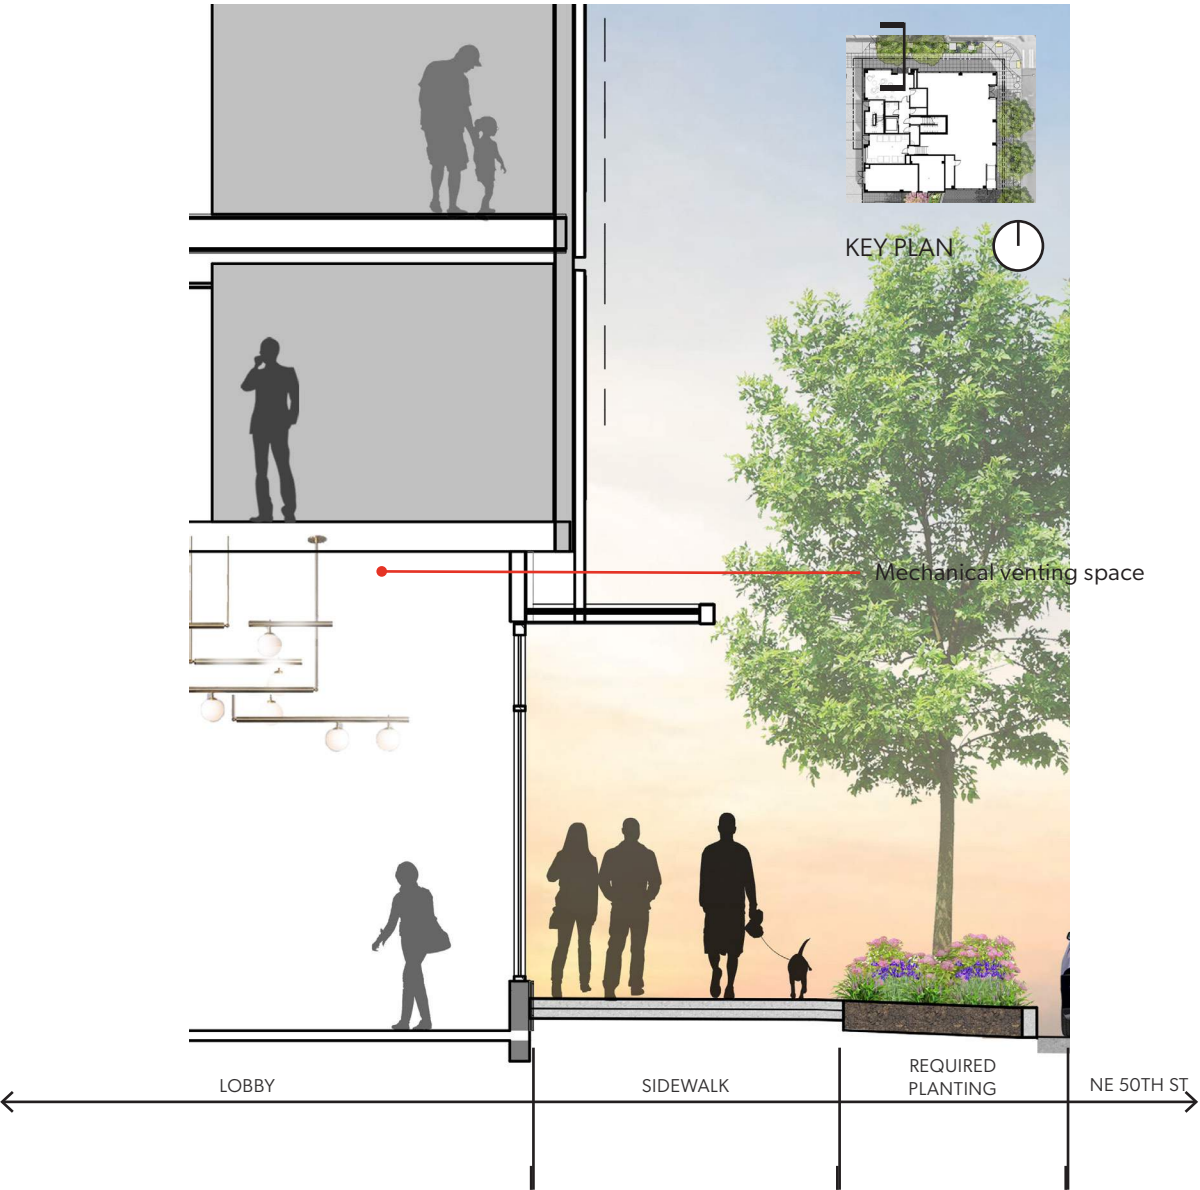 KEY PLAN
Mechanical venting space
LOBBY
SIDEWALK
REQUIRED
PLANTING
NE 50TH ST